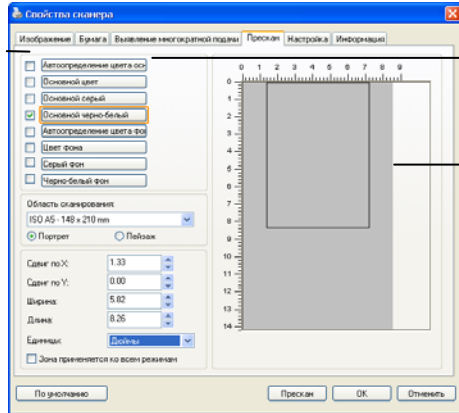 Свойства сканера
Изображение Бумага Выявление многократной подачи Прескан Настройка Информация
Автоопределение цвета осн
Основной цвет
Основной серый
Основной черно-белый
Автоопределение цвета фо
Цвет фона
Серый фон
Черно-белый фон
Область сканирования:
ISO A5 - 148 x 210 mm
Портрет Пейзаж
Сдвиг по X: 1.33
Сдвиг по Y: 0.00
Ширина: 5.82
Длина: 8.26
Единицы: Дюймы
Зона применяется ко всем режимам
0 1 2 3 4 5 6 7 8 9
0
1
2
3
4
5
6
7
8
9
10
11
12
13
14
По умолчанию Прескан OK Отменить